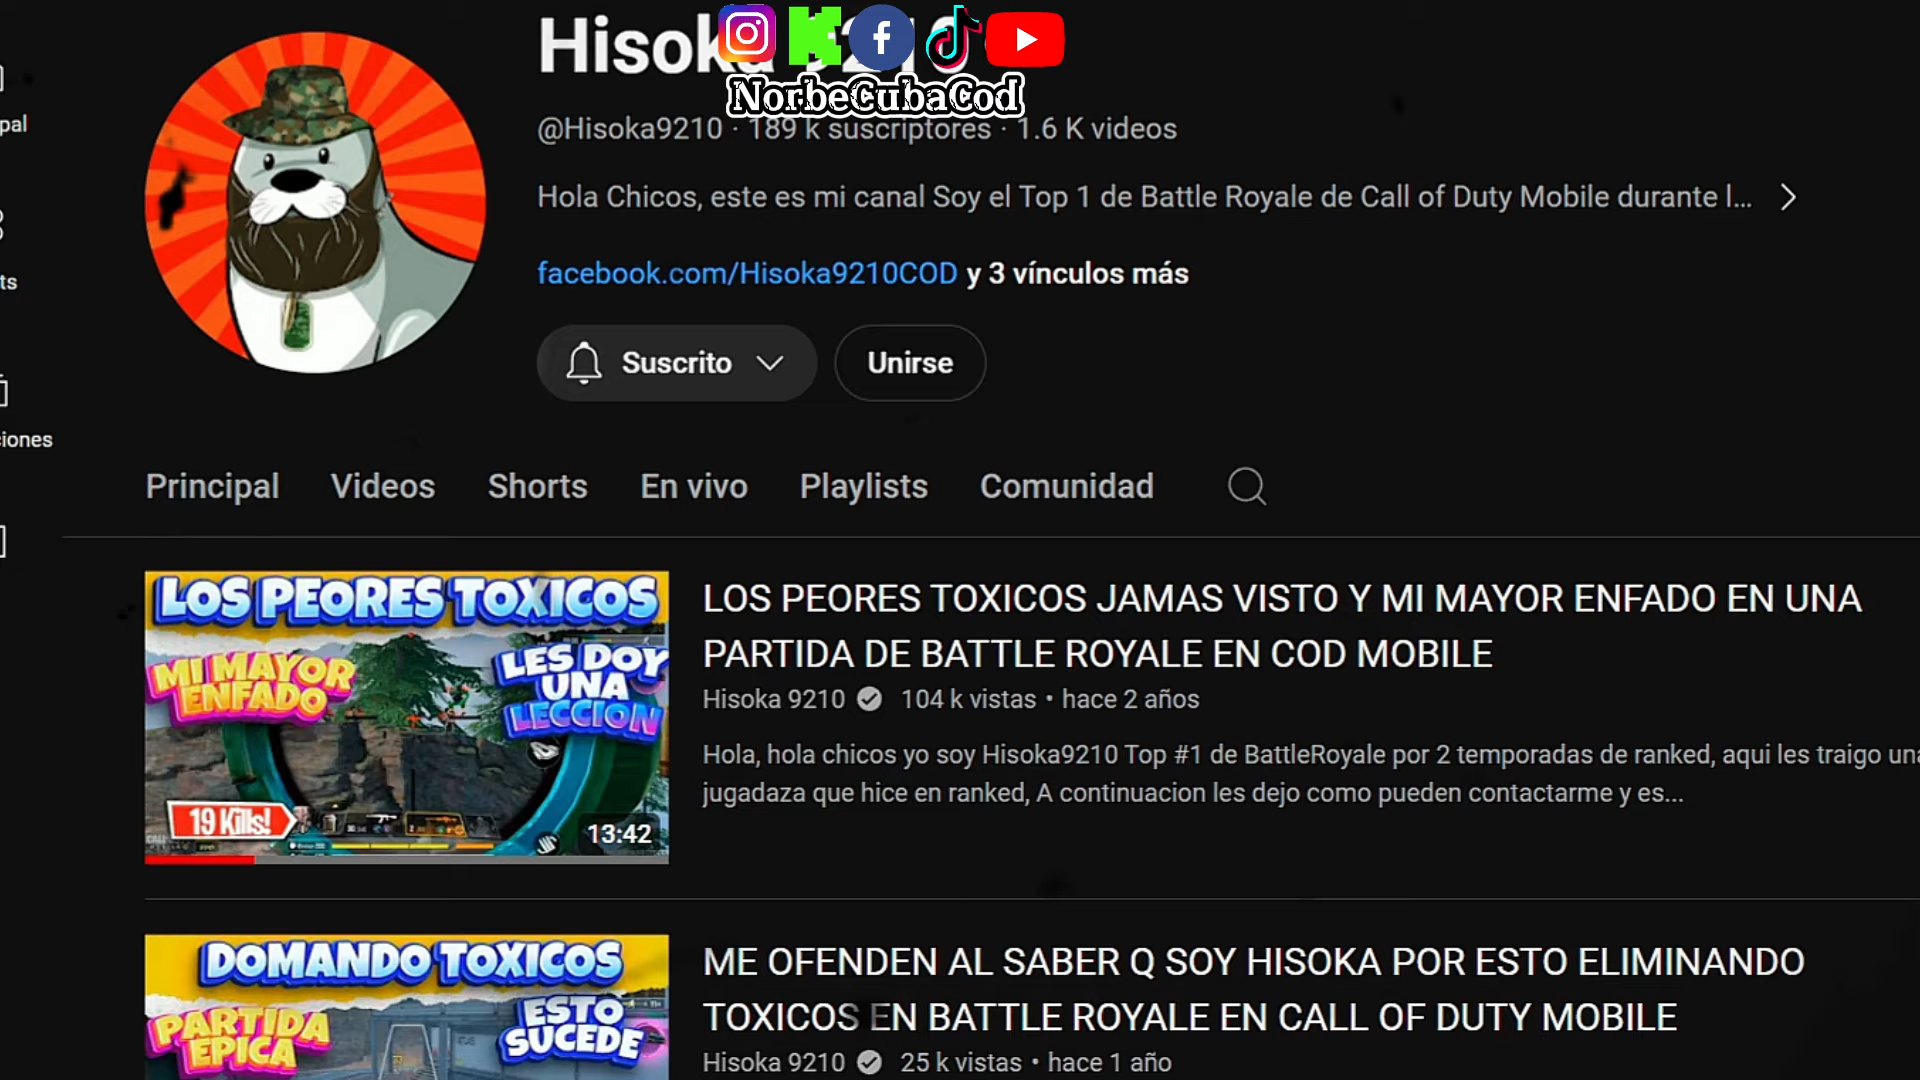 Hisoka 9210
NorbeCubaCod
@Hisoka9210 · 189 k suscriptores · 1.6 K videos
pal
Hola Chicos, este es mi canal Soy el Top 1 de Battle Royale de Call of Duty Mobile durante l...
facebook.com/Hisoka9210COD y 3 vínculos más
ts
Suscrito
Unirse
ciones
Principal Videos Shorts En vivo Playlists Comunidad
LOS PEORES TOXICOS
MI MAYOR
ENFADO
LES DOY
UNA
LECCION
19 Kills!
13:42
LOS PEORES TOXICOS JAMAS VISTO Y MI MAYOR ENFADO EN UNA
PARTIDA DE BATTLE ROYALE EN COD MOBILE
Hisoka 9210 104 k vistas • hace 2 años
Hola, hola chicos yo soy Hisoka9210 Top #1 de BattleRoyale por 2 temporadas de ranked, aqui les traigo una
jugadaza que hice en ranked, A continuacion les dejo como pueden contactarme y es...
DOMANDO TOXICOS
PARTIDA
EPICA
ESTO
SUCEDE
ME OFENDEN AL SABER Q SOY HISOKA POR ESTO ELIMINANDO
TOXICOS EN BATTLE ROYALE EN CALL OF DUTY MOBILE
Hisoka 9210 25 k vistas • hace 1 año